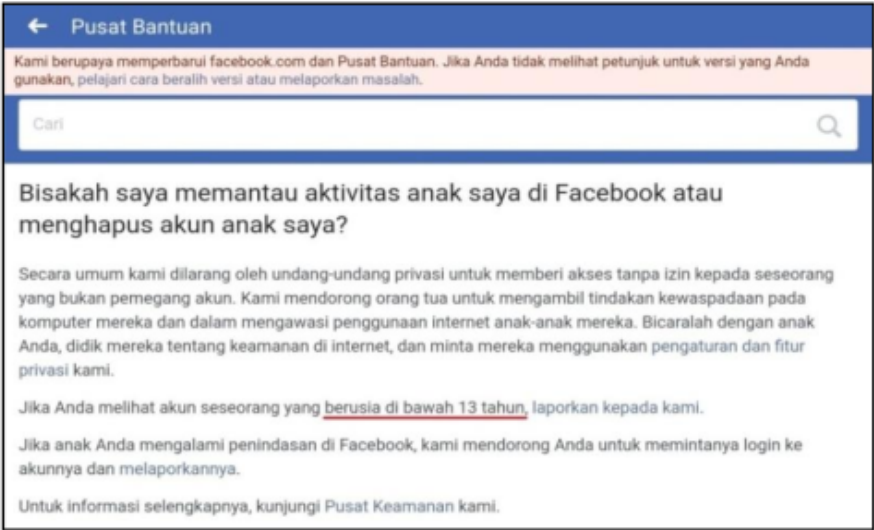 Pusat Bantuan
Kami berupaya memperbarui facebook.com dan Pusat Bantuan. Jika Anda tidak melihat petunjuk untuk versi yang Anda
gunakan, pelajari cara beralih versi atau melaporkan masalah.
Cari
Bisakah saya memantau aktivitas anak saya di Facebook atau
menghapus akun anak saya?
Secara umum kami dilarang oleh undang-undang privasi untuk memberi akses tanpa izin kepada seseorang
yang bukan pemegang akun. Kami mendorong orang tua untuk mengambil tindakan kewaspadaan pada
komputer mereka dan dalam mengawasi penggunaan internet anak-anak mereka. Bicaralah dengan anak
Anda, didik mereka tentang keamanan di internet, dan minta mereka menggunakan pengaturan dan fitur
privasi kami.
Jika Anda melihat akun seseorang yang berusia di bawah 13 tahun, laporkan kepada kami.
Jika anak Anda mengalami penindasan di Facebook, kami mendorong Anda untuk memintanya login ke
akunnya dan melaporkannya.
Untuk informasi selengkapnya, kunjungi Pusat Keamanan kami.